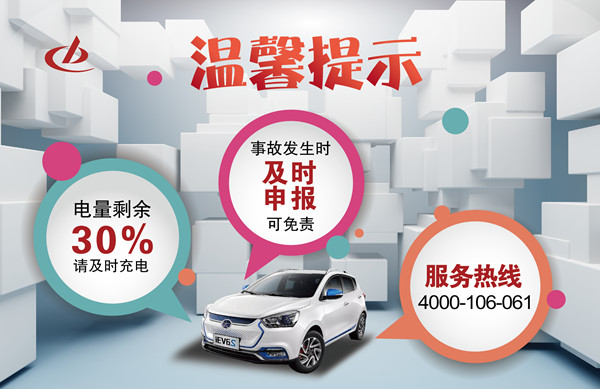 温馨提示
电量剩余
30%
请及时充电
事故发生时
及时
申报
可免责
服务热线
4000-106-061
iEV6S